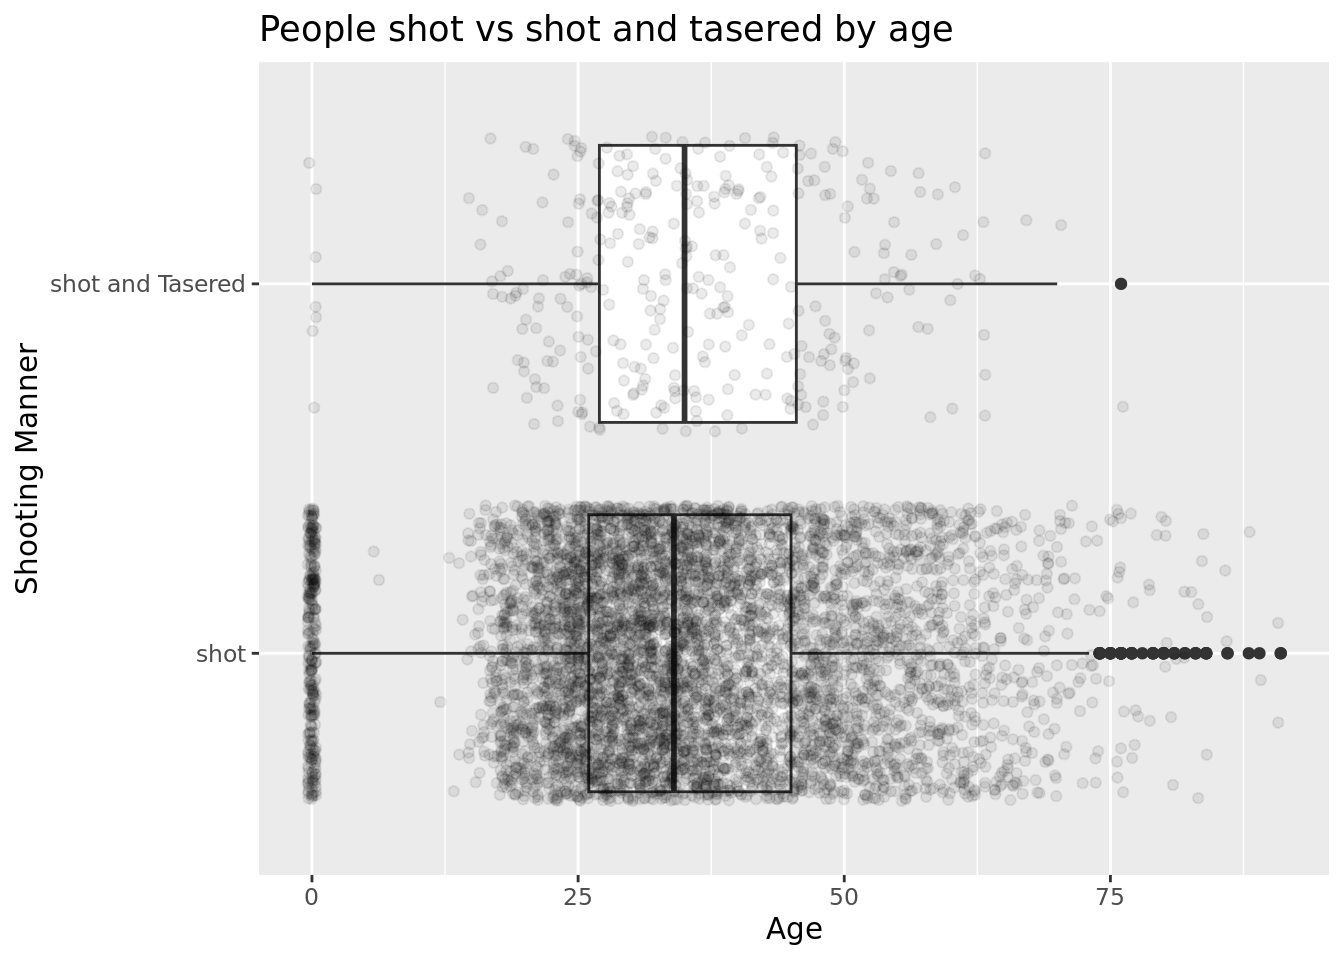 People shot vs shot and tasered by age
Shooting Manner
shot and Tasered
shot
0 25 50 75
Age